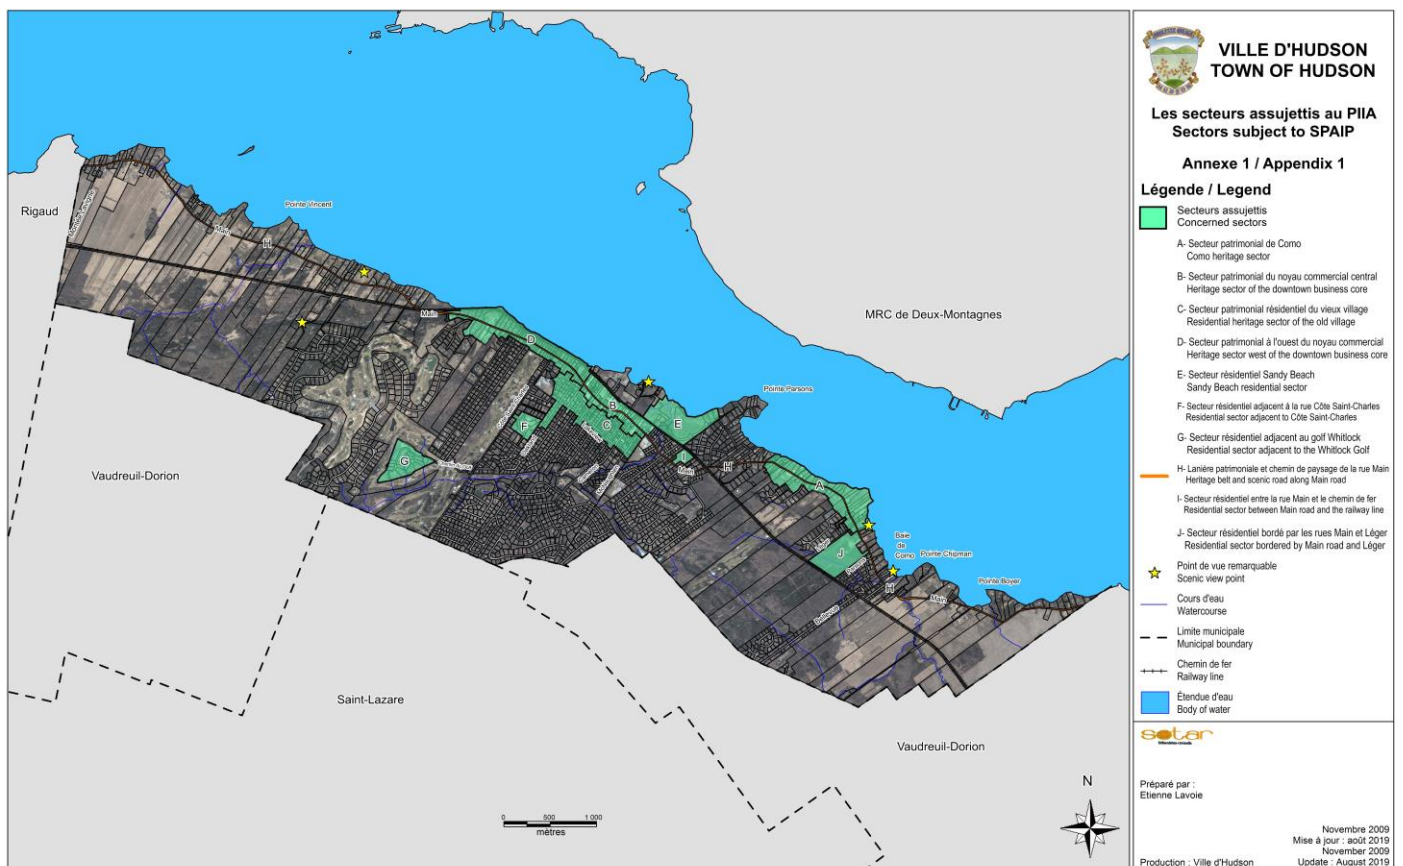 Rigaud
Pointe Vincent
Main
H
Main
MRC de Deux-Montagnes
D
Pointe Parsons
B
C
E
F
I
G
Main
H
A
Vaudreuil-Dorion
Léger
J
Parsons
Baie
de
Como
Pointe Chipman
Pointe Boyer
H
Main
Bellevue
Saint-Lazare
Vaudreuil-Dorion
N
0 500 1 000
mètres
VILLE D'HUDSON
TOWN OF HUDSON
Les secteurs assujettis au PIIA
Sectors subject to SPAIP
Annexe 1 / Appendix 1
Légende / Legend
Secteurs assujettis
Concerned sectors
A- Secteur patrimonial de Como
Como heritage sector
B- Secteur patrimonial du noyau commercial central
Heritage sector of the downtown business core
C- Secteur patrimonial résidentiel du vieux village
Residential heritage sector of the old village
D- Secteur patrimonial à l'ouest du noyau commercial
Heritage sector west of the downtown business core
E- Secteur résidentiel Sandy Beach
Sandy Beach residential sector
F- Secteur résidentiel adjacent à la rue Côte Saint-Charles
Residential sector adjacent to Côte Saint-Charles
G- Secteur résidentiel adjacent au golf Whitlock
Residential sector adjacent to the Whitlock Golf
H- Lanière patrimoniale et chemin de paysage de la rue Main
Heritage belt and scenic road along Main road
I- Secteur résidentiel entre la rue Main et le chemin de fer
Residential sector between Main road and the railway line
J- Secteur résidentiel bordé par les rues Main et Léger
Residential sector bordered by Main road and Léger
Point de vue remarquable
Scenic view point
Cours d'eau
Watercourse
Limite municipale
Municipal boundary
Chemin de fer
Railway line
Étendue d'eau
Body of water
sotar
Préparé par :
Etienne Lavoie
Novembre 2009
Mise à jour : août 2019
November 2009
Production : Ville d'Hudson Update : August 2019